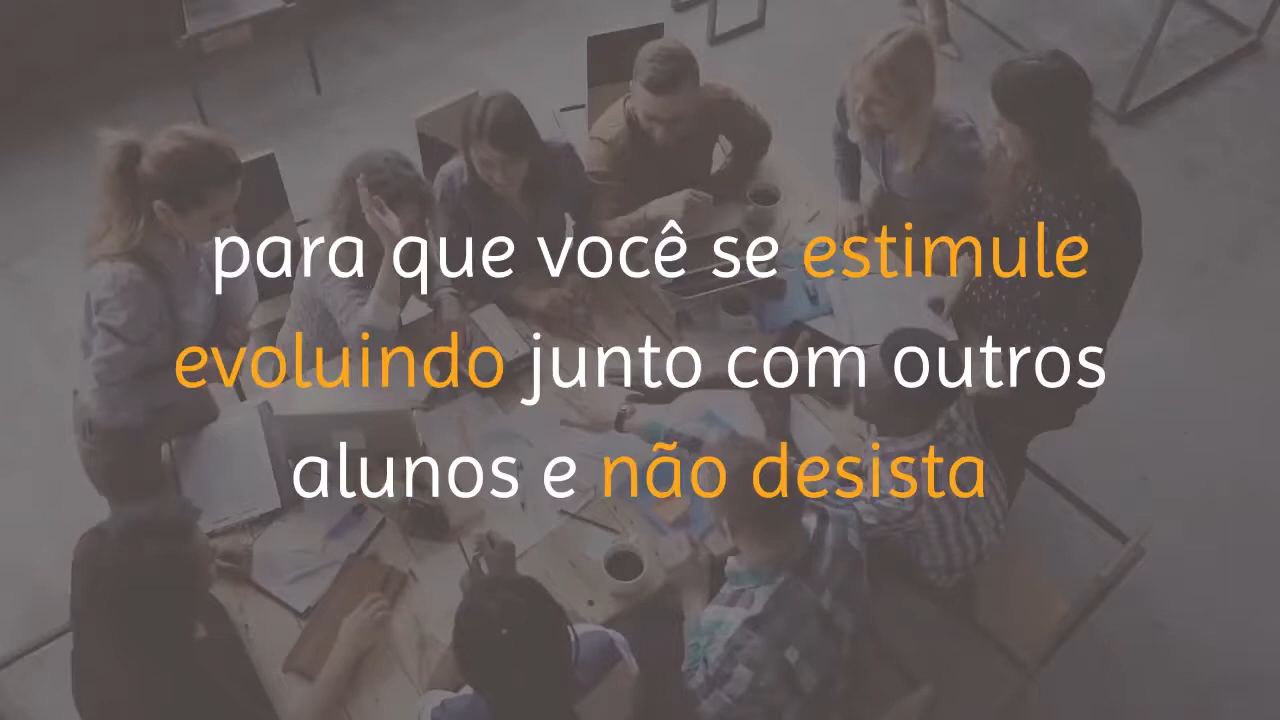 para que você se estimule
evoluindo junto com outros
alunos e não desista